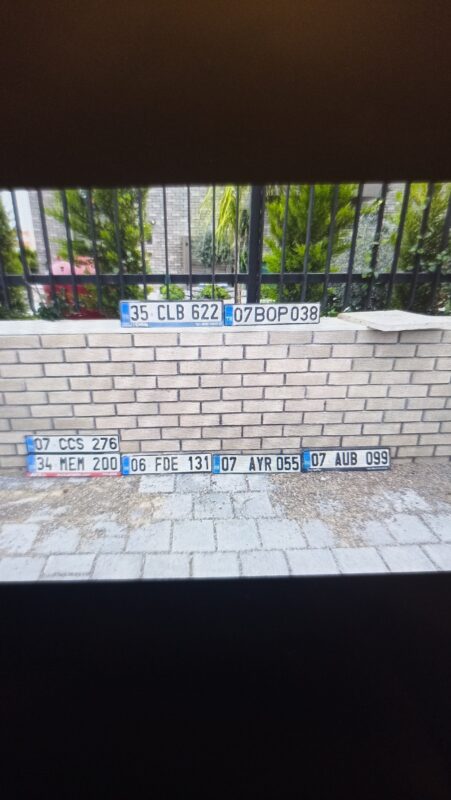 35 CLB 622
07BOP038
07 CCS 276
34 MEM 200
06 FDE 131
07 AYR 055
07 AUB 099